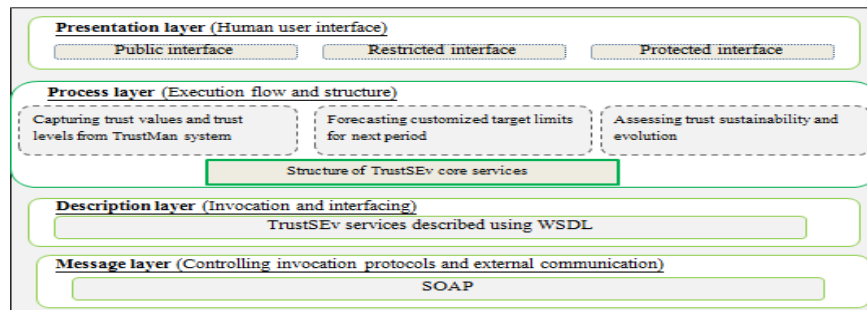 Presentation layer (Human user interface)
Public interface
Restricted interface
Protected interface
Process layer (Execution flow and structure)
Capturing trust values and trust
levels from TrustMan system
Forecasting customized target limits
for next period
Assessing trust sustainability and
evolution
Structure of TrustSEv core services
Description layer (Invocation and interfacing)
TrustSEv services described using WSDL
Message layer (Controlling invocation protocols and external communication)
SOAP